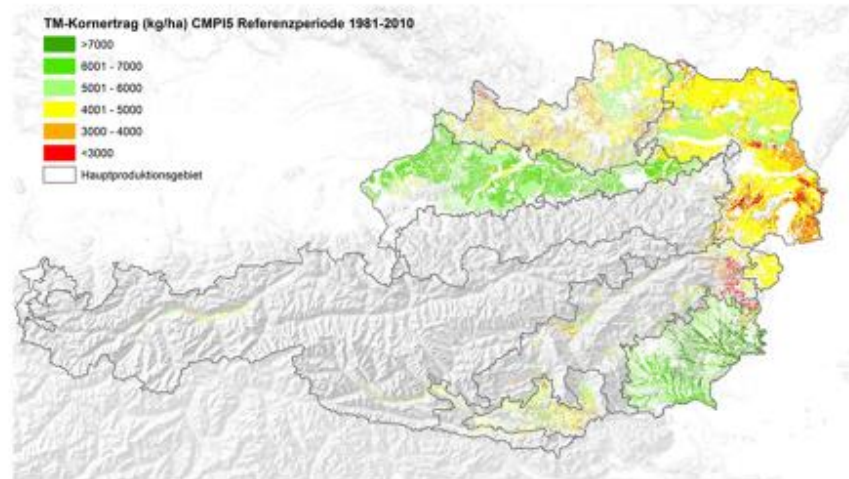 TM-Kornertrag (kg/ha) CMPI5 Referenzperiode 1981-2010
>7000
6001 - 7000
5001 - 6000
4001 - 5000
3000 - 4000
<3000
Hauptproduktionsgebiet